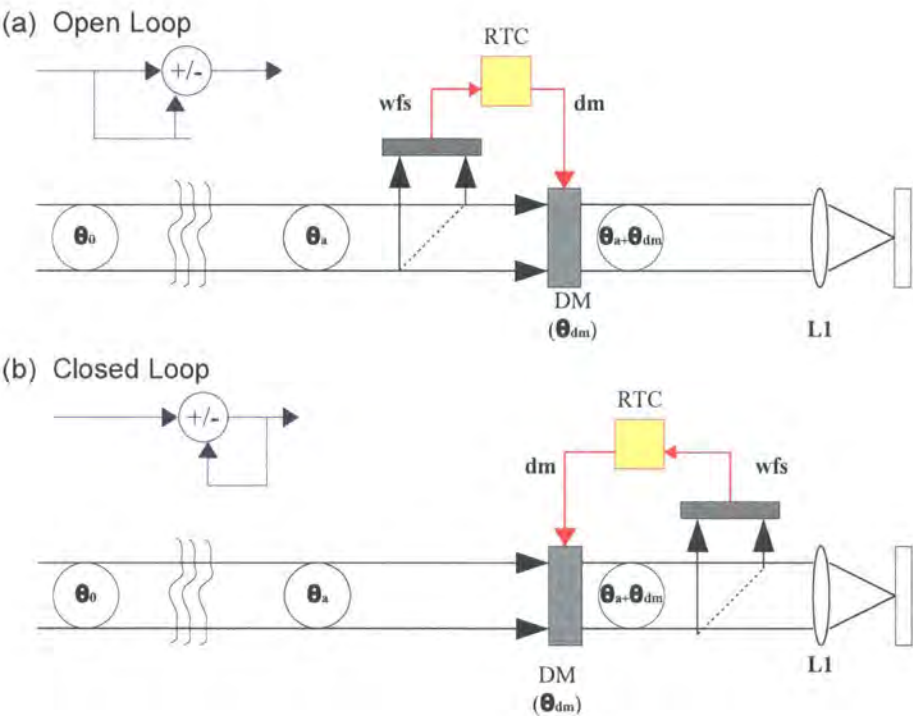 (a) Open Loop
+/-
RTC
wfs
dm
θ₀
θₐ
θₐ+θdm
DM
(θdm)
L1
(b) Closed Loop
+/-
RTC
dm
wfs
θ₀
θₐ
θₐ+θdm
DM
(θdm)
L1